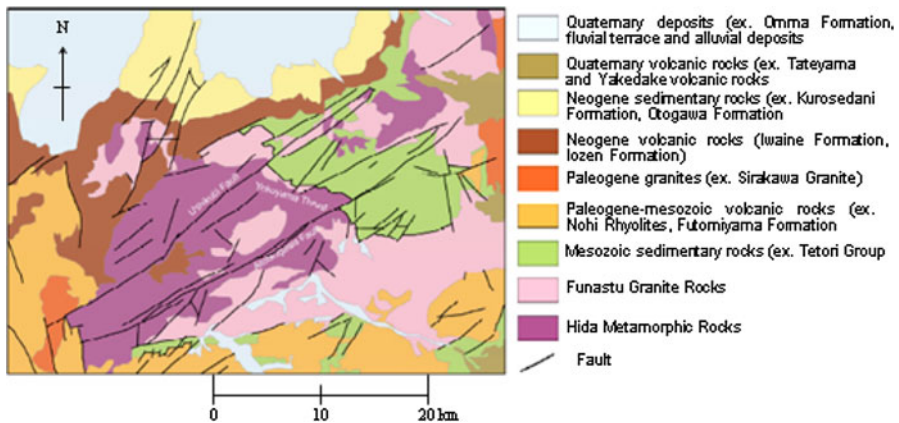 N
Ushikubi Fault
Yokoyama Thrust
Fault
Quaternary deposits (ex. Omma Formation,
fluvial terrace and alluvial deposits
Quaternary volcanic rocks (ex. Tateyama
and Yakedake volcanic rocks
Neogene sedimentary rocks (ex. Kurosedani
Formation, Otogawa Formation
Neogene volcanic rocks (Iwaine Formation,
Iozen Formation)
Paleogene granites (ex. Sirakawa Granite)
Paleogene-mesozoic volcanic rocks (ex.
Nohi Rhyolites, Futomiyama Formation
Mesozoic sedimentary rocks (ex. Tetori Group
Funastu Granite Rocks
Hida Metamorphic Rocks
Fault
0 10 20 km